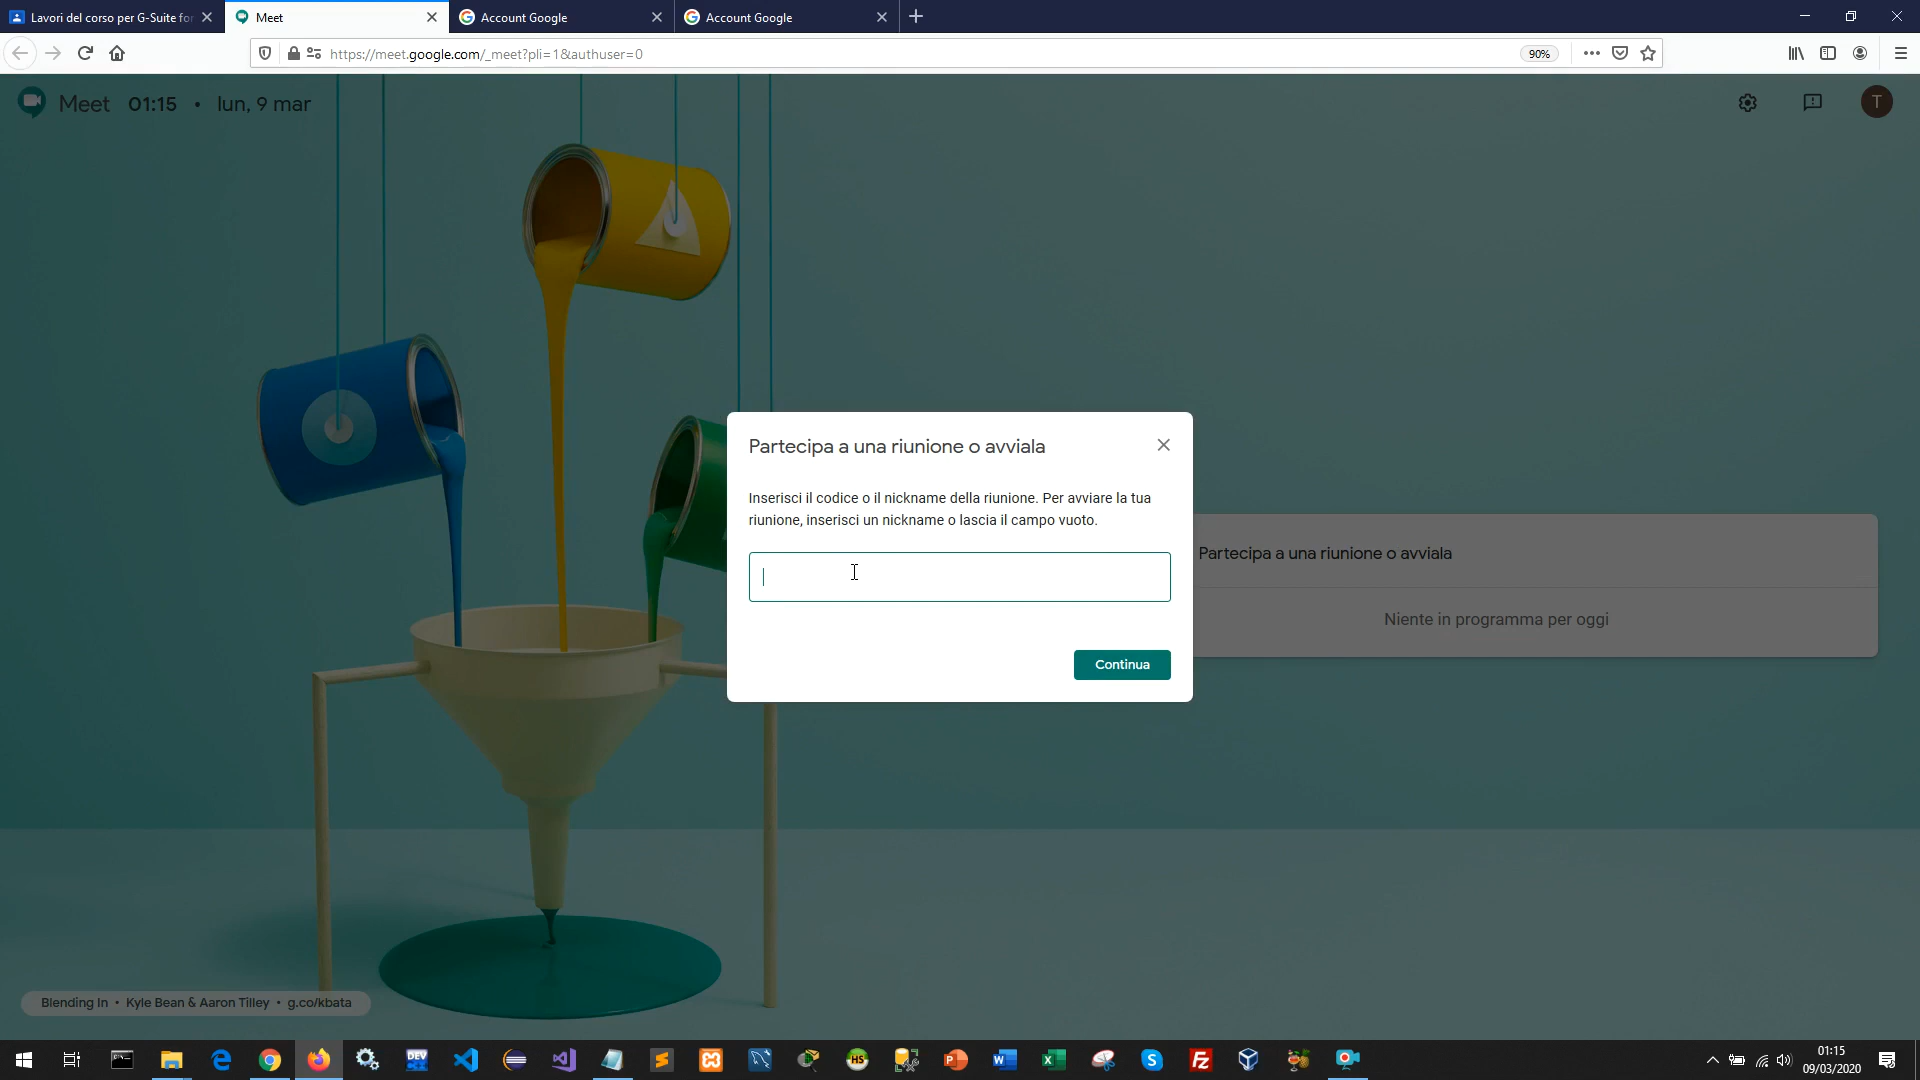 Lavori del corso per G-Suite for
Meet
Account Google
Account Google
https://meet.google.com/_meet?pli=1&authuser=0
90%
Meet 01:15 • lun, 9 mar
T
Partecipa a una riunione o avviala
Inserisci il codice o il nickname della riunione. Per avviare la tua
riunione, inserisci un nickname o lascia il campo vuoto.
Continua
Partecipa a una riunione o avviala
Niente in programma per oggi
Blending In • Kyle Bean & Aaron Tilley • g.co/kbata
DEV
HS
01:15
09/03/2020